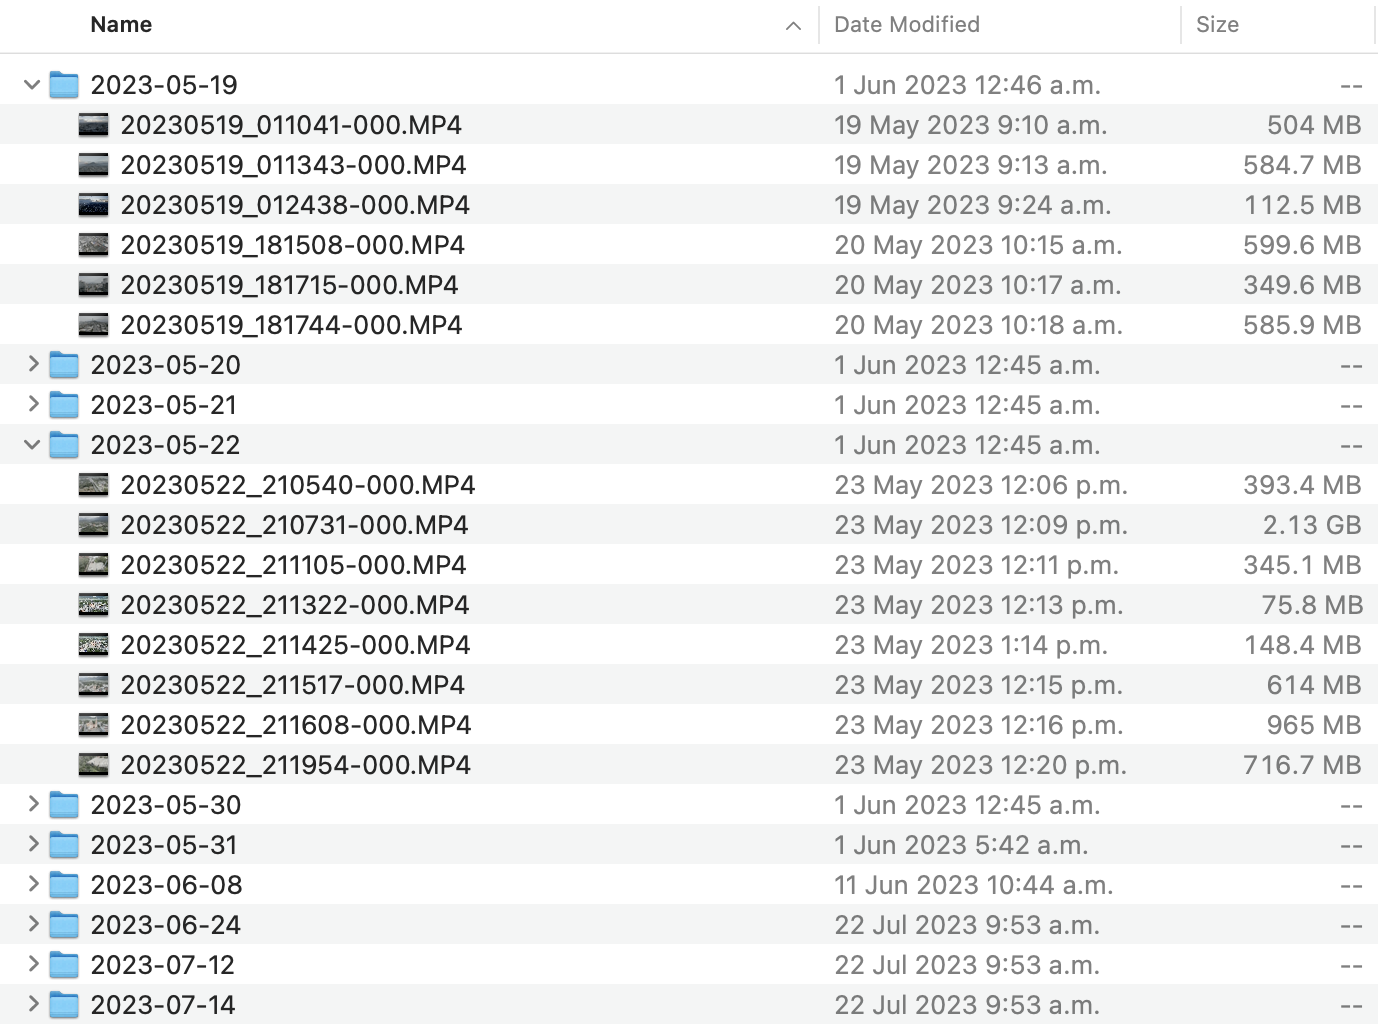 Name Date Modified Size
2023-05-19 1 Jun 2023 12:46 a.m. --
20230519_011041-000.MP4 19 May 2023 9:10 a.m. 504 MB
20230519_011343-000.MP4 19 May 2023 9:13 a.m. 584.7 MB
20230519_012438-000.MP4 19 May 2023 9:24 a.m. 112.5 MB
20230519_181508-000.MP4 20 May 2023 10:15 a.m. 599.6 MB
20230519_181715-000.MP4 20 May 2023 10:17 a.m. 349.6 MB
20230519_181744-000.MP4 20 May 2023 10:18 a.m. 585.9 MB
2023-05-20 1 Jun 2023 12:45 a.m. --
2023-05-21 1 Jun 2023 12:45 a.m. --
2023-05-22 1 Jun 2023 12:45 a.m. --
20230522_210540-000.MP4 23 May 2023 12:06 p.m. 393.4 MB
20230522_210731-000.MP4 23 May 2023 12:09 p.m. 2.13 GB
20230522_211105-000.MP4 23 May 2023 12:11 p.m. 345.1 MB
20230522_211322-000.MP4 23 May 2023 12:13 p.m. 75.8 MB
20230522_211425-000.MP4 23 May 2023 1:14 p.m. 148.4 MB
20230522_211517-000.MP4 23 May 2023 12:15 p.m. 614 MB
20230522_211608-000.MP4 23 May 2023 12:16 p.m. 965 MB
20230522_211954-000.MP4 23 May 2023 12:20 p.m. 716.7 MB
2023-05-30 1 Jun 2023 12:45 a.m. --
2023-05-31 1 Jun 2023 5:42 a.m. --
2023-06-08 11 Jun 2023 10:44 a.m. --
2023-06-24 22 Jul 2023 9:53 a.m. --
2023-07-12 22 Jul 2023 9:53 a.m. --
2023-07-14 22 Jul 2023 9:53 a.m. --